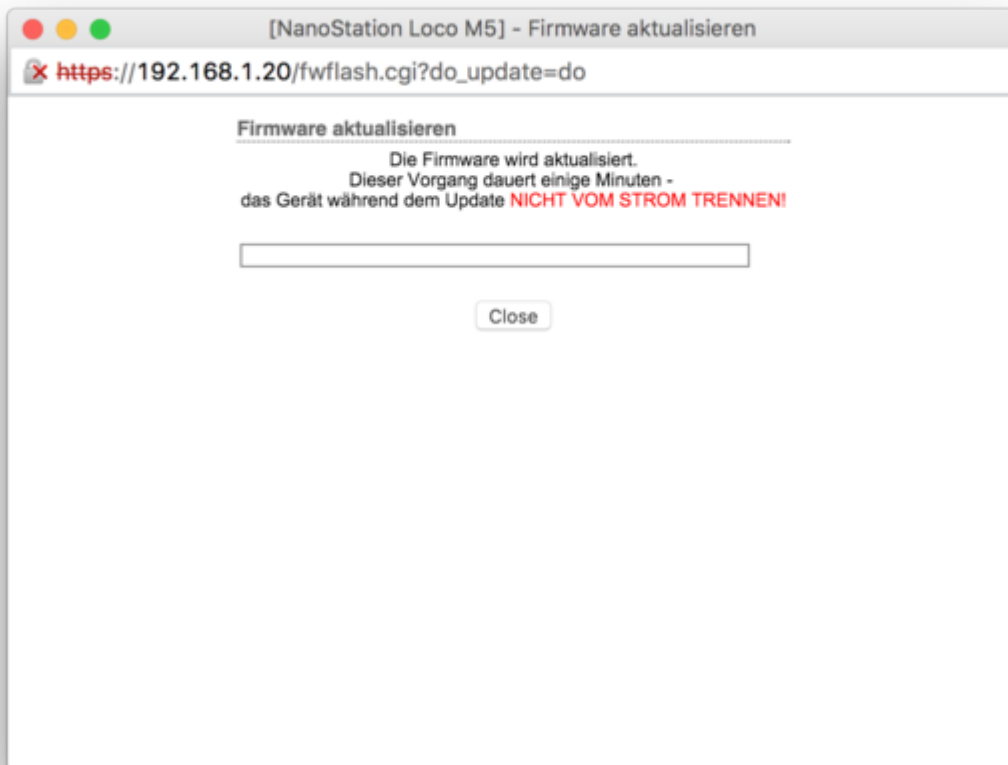 [NanoStation Loco M5] - Firmware aktualisieren
https://192.168.1.20/fwflash.cgi?do_update=do
Firmware aktualisieren
Die Firmware wird aktualisiert.
Dieser Vorgang dauert einige Minuten -
das Gerät während dem Update NICHT VOM STROM TRENNEN!
Close